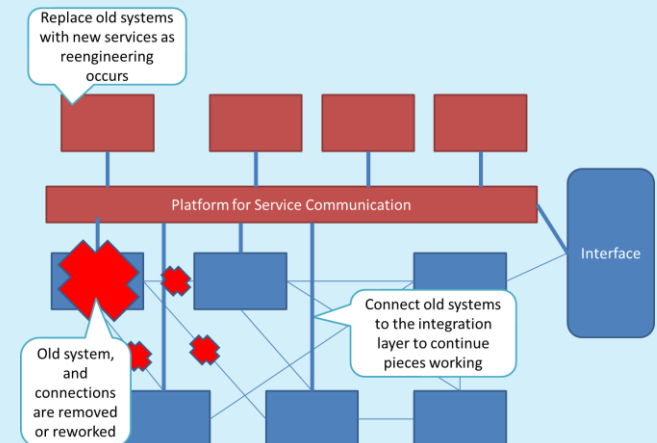 Replace old systems
with new services as
reengineering
occurs
Platform for Service Communication
Interface
Connect old systems
to the integration
layer to continue
pieces working
Old system,
and
connections
are removed
or reworked